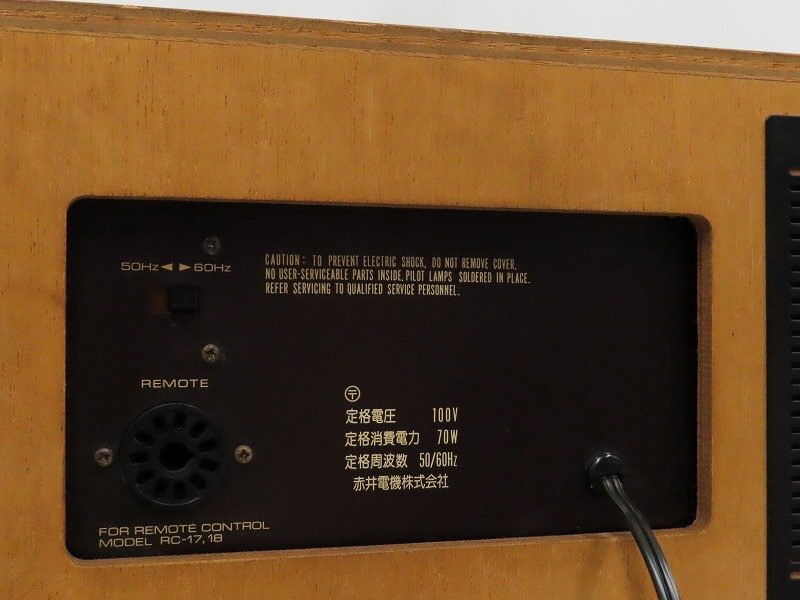 50Hz◄ ►60Hz
CAUTION: TO PREVENT ELECTRIC SHOCK, DO NOT REMOVE COVER.
NO USER-SERVICEABLE PARTS INSIDE. PILOT LAMPS SOLDERED IN PLACE.
REFER SERVICING TO QUALIFIED SERVICE PERSONNEL.
REMOTE
〶
定格電圧 100V
定格消費電力 70W
定格周波数 50/60Hz
赤井電機株式会社
FOR REMOTE CONTROL
MODEL RC-17, 18